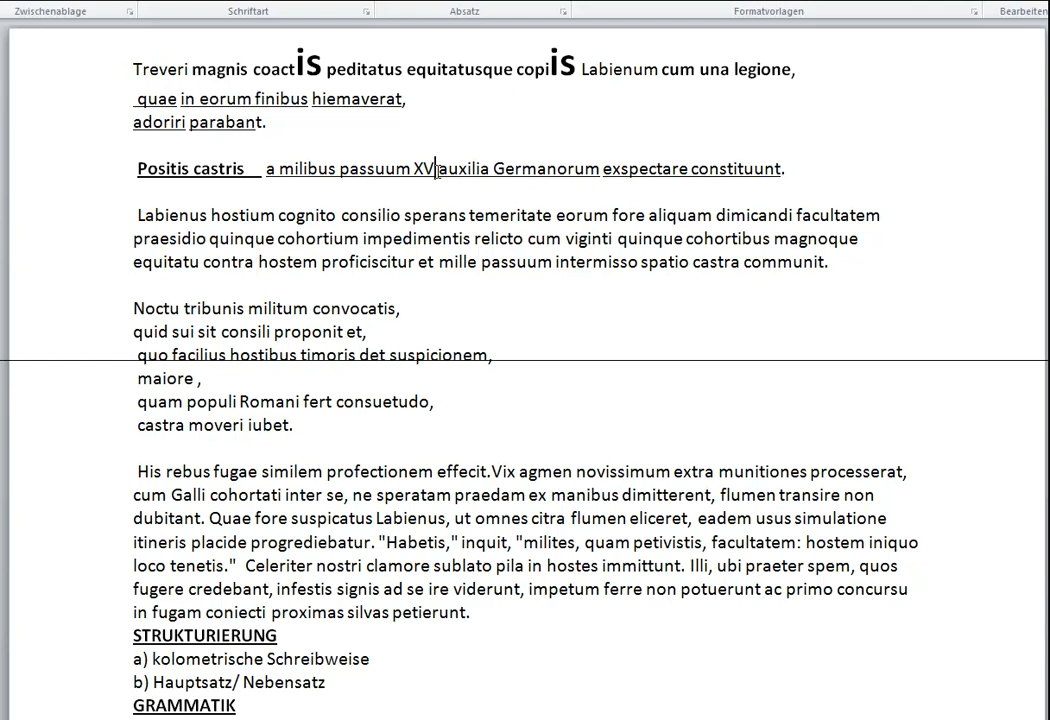 Zwischenablage Schriftart Absatz Formatvorlagen Bearbeiten
Treveri magnis coactis peditatus equitatusque copiis Labienum cum una legione,
quae in eorum finibus hiemaverat,
adoriri parabant.
Positis castris a milibus passuum XV auxilia Germanorum exspectare constituunt.
Labienus hostium cognito consilio sperans temeritate eorum fore aliquam dimicandi facultatem
praesidio quinque cohortium impedimentis relicto cum viginti quinque cohortibus magnoque
equitatu contra hostem proficiscitur et mille passuum intermisso spatio castra communit.
Noctu tribunis militum convocatis,
quid sui sit consili proponit et,
quo facilius hostibus timoris det suspicionem,
maiore ,
quam populi Romani fert consuetudo,
castra moveri iubet.
His rebus fugae similem profectionem effecit.Vix agmen novissimum extra munitiones processerat,
cum Galli cohortati inter se, ne speratam praedam ex manibus dimitterent, flumen transire non
dubitant. Quae fore suspicatus Labienus, ut omnes citra flumen eliceret, eadem usus simulatione
itineris placide progrediebatur. "Habetis," inquit, "milites, quam petivistis, facultatem: hostem iniquo
loco tenetis." Celeriter nostri clamore sublato pila in hostes immittunt. Illi, ubi praeter spem, quos
fugere credebant, infestis signis ad se ire viderunt, impetum ferre non potuerunt ac primo concursu
in fugam coniecti proximas silvas petierunt.
STRUKTURIERUNG
a) kolometrische Schreibweise
b) Hauptsatz/ Nebensatz
GRAMMATIK